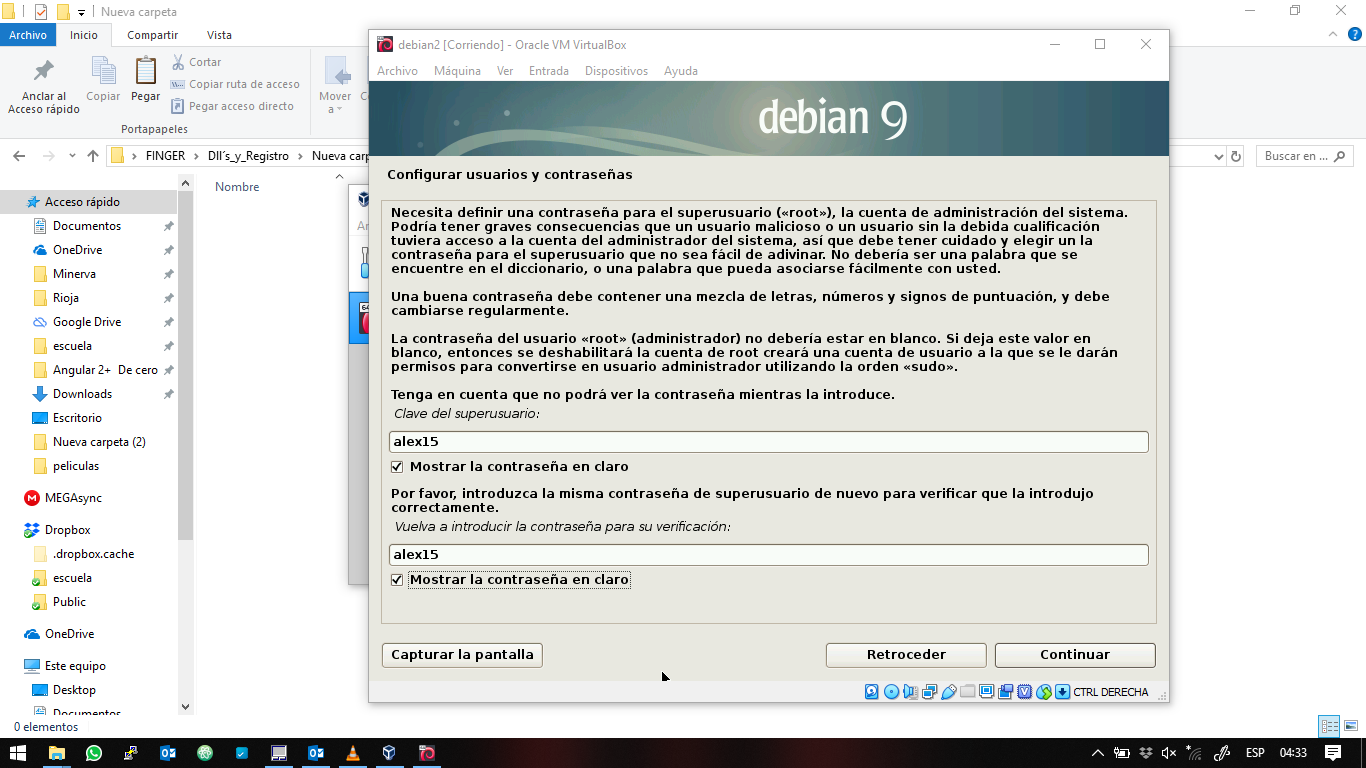 Nueva carpeta
Archivo
Inicio
Compartir
Vista
Anclar al
Acceso rápido
Copiar
Pegar
Cortar
Copiar ruta de acceso
Pegar acceso directo
Mover
a
Portapapeles
FINGER
Dll´s_y_Registro
Nueva carp
Buscar en ...
Nombre
Acceso rápido
Documentos
OneDrive
Minerva
Rioja
Google Drive
escuela
Angular 2+ De cero
Downloads
Escritorio
Nueva carpeta (2)
peliculas
MEGAsync
Dropbox
.dropbox.cache
escuela
Public
OneDrive
Este equipo
Desktop
Documentos
0 elementos
debian2 [Corriendo] - Oracle VM VirtualBox
Archivo Máquina Ver Entrada Dispositivos Ayuda
debian 9
Configurar usuarios y contraseñas
Necesita definir una contraseña para el superusuario («root»), la cuenta de administración del sistema.
Podría tener graves consecuencias que un usuario malicioso o un usuario sin la debida cualificación
tuviera acceso a la cuenta del administrador del sistema, así que debe tener cuidado y elegir un la
contraseña para el superusuario que no sea fácil de adivinar. No debería ser una palabra que se
encuentre en el diccionario, o una palabra que pueda asociarse fácilmente con usted.
Una buena contraseña debe contener una mezcla de letras, números y signos de puntuación, y debe
cambiarse regularmente.
La contraseña del usuario «root» (administrador) no debería estar en blanco. Si deja este valor en
blanco, entonces se deshabilitará la cuenta de root creará una cuenta de usuario a la que se le darán
permisos para convertirse en usuario administrador utilizando la orden «sudo».
Tenga en cuenta que no podrá ver la contraseña mientras la introduce.
Clave del superusuario:
alex15
Mostrar la contraseña en claro
Por favor, introduzca la misma contraseña de superusuario de nuevo para verificar que la introdujo
correctamente.
Vuelva a introducir la contraseña para su verificación:
alex15
Mostrar la contraseña en claro
Capturar la pantalla
Retroceder
Continuar
CTRL DERECHA
ESP
04:33